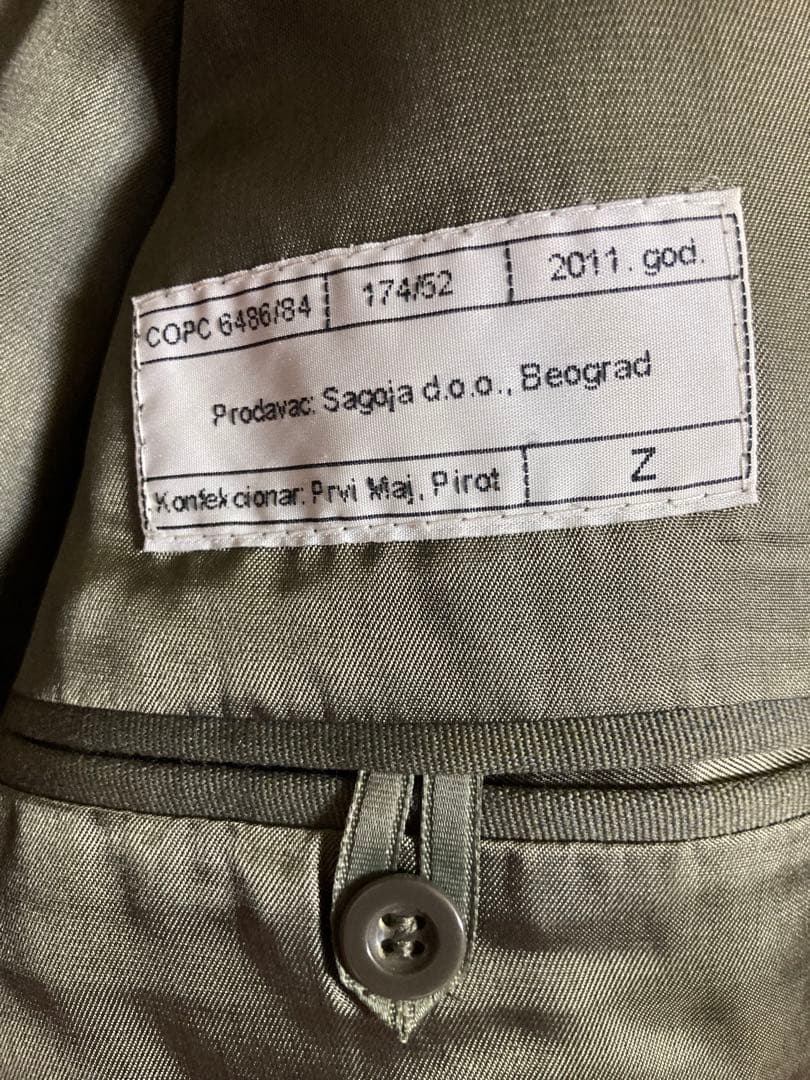 COPC 6486/84 174/52 2011. god.
Prodavac: Sagoja d.o.o., Beograd
Konfekcionar: Prvi Maj, Pirot Z